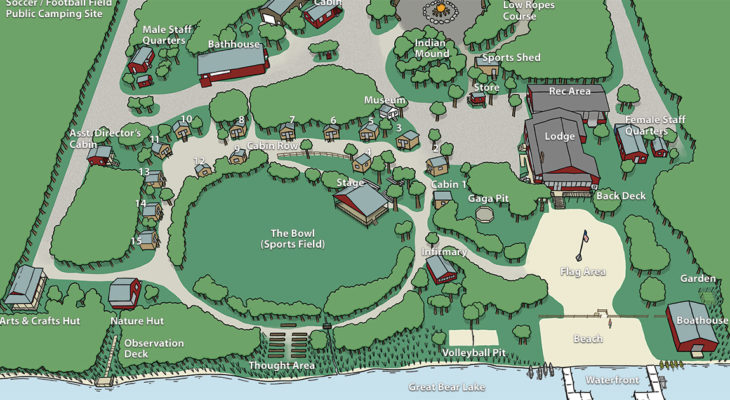 Soccer / Football Field
Public Camping Site
Cabin
Low Ropes
Course
Male Staff
Quarters
Bathhouse
Indian
Mound
Sports Shed
Store
Rec Area
Museum
Asst. Director's
Cabin
10
11
8
7
6
5
3
Female Staff
Quarters
Lodge
Cabin Row
9
12
4
2
13
Stage
Cabin 1
Gaga Pit
Back Deck
14
The Bowl
(Sports Field)
15
Infirmary
Flag Area
Garden
Arts & Crafts Hut
Nature Hut
Boathouse
Observation
Deck
Beach
Thought Area
Volleyball Pit
Great Bear Lake
Waterfront